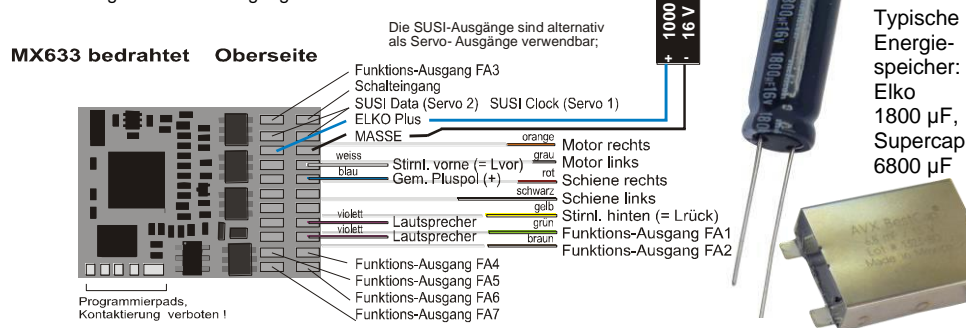 Die SUSI-Ausgänge sind alternativ
als Servo- Ausgänge verwendbar;
MX633 bedrahtet Oberseite
Funktions-Ausgang FA3
Schalteingang
SUSI Data (Servo 2) SUSI Clock (Servo 1)
ELKO Plus
MASSE
1000
16 V
+ -
weiss
Stirnl. vorne (= Lvor)
blau
Gem. Pluspol (+)
orange
Motor rechts
grau
Motor links
rot
Schiene rechts
schwarz
Schiene links
gelb
Stirnl. hinten (= Lrück)
violett
Lautsprecher
grün
Funktions-Ausgang FA1
violett
Lautsprecher
braun
Funktions-Ausgang FA2
Funktions-Ausgang FA4
Funktions-Ausgang FA5
Funktions-Ausgang FA6
Funktions-Ausgang FA7
Programmierpads,
Kontaktierung verboten !
Typische
Energie-
speicher:
Elko
1800 µF,
Supercap
6800 µF
1800µF16v